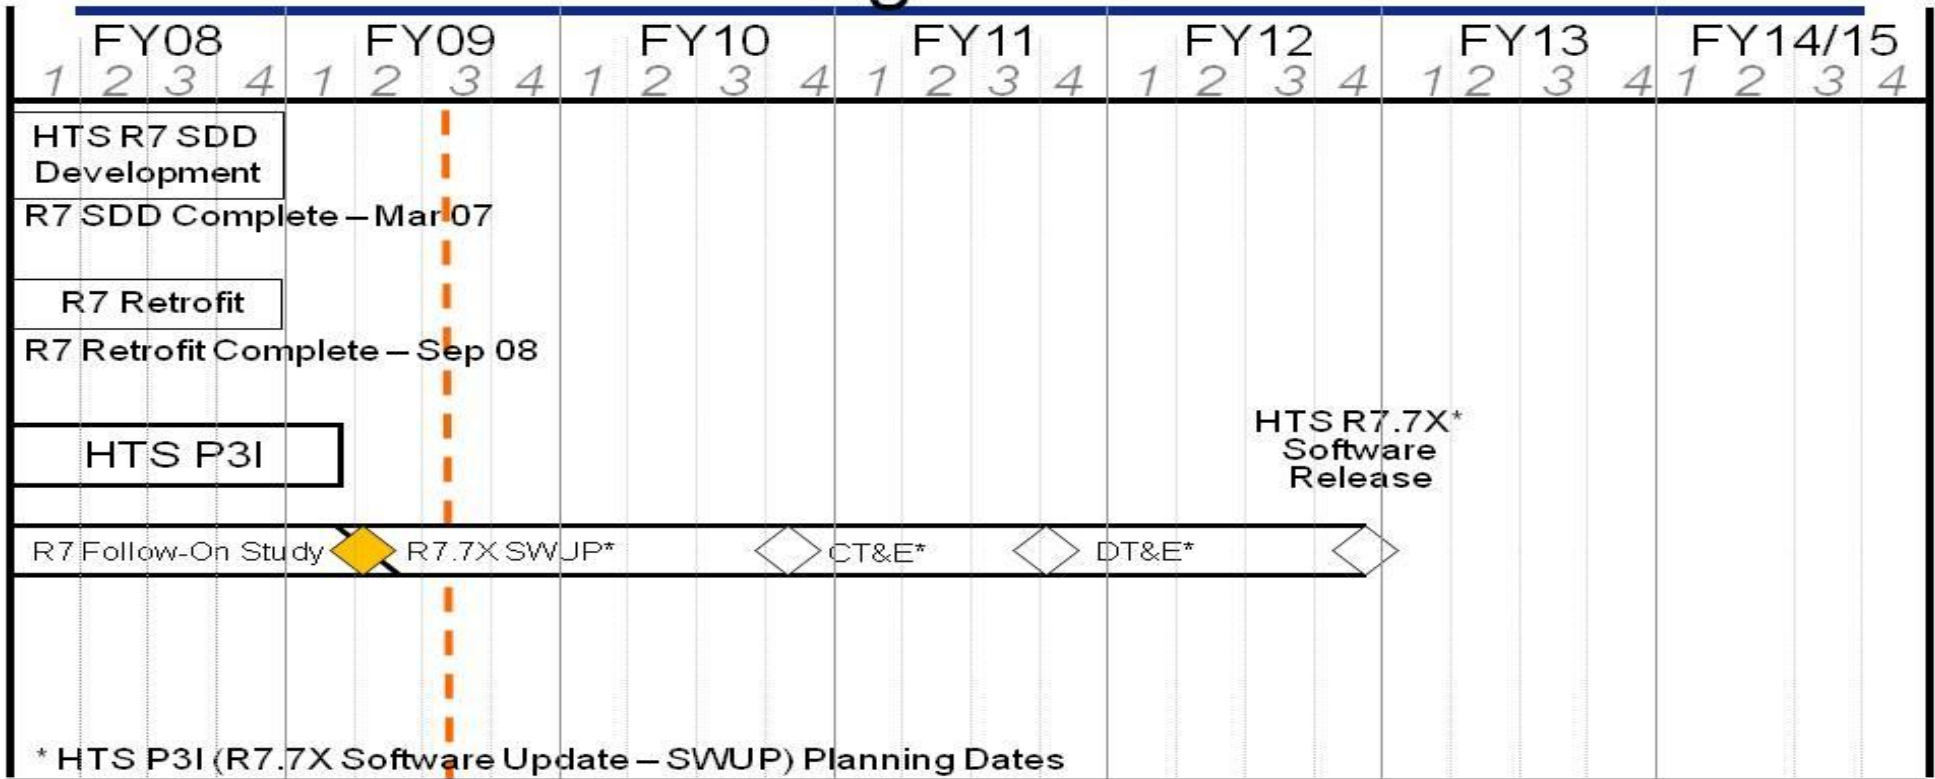 FY08 FY09 FY10 FY11 FY12 FY13 FY14/15
1 2 3 4 1 2 3 4 1 2 3 4 1 2 3 4 1 2 3 4 1 2 3 4 1 2 3 4
HTS R7 SDD
Development
R7 SDD Complete – Mar 07
R7 Retrofit
R7 Retrofit Complete – Sep 08
HTS P3I
HTS R7.7X*
Software
Release
R7 Follow-On Study R7.7X SWUP* CT&E* DT&E*
* HTS P3I (R7.7X Software Update – SWUP) Planning Dates